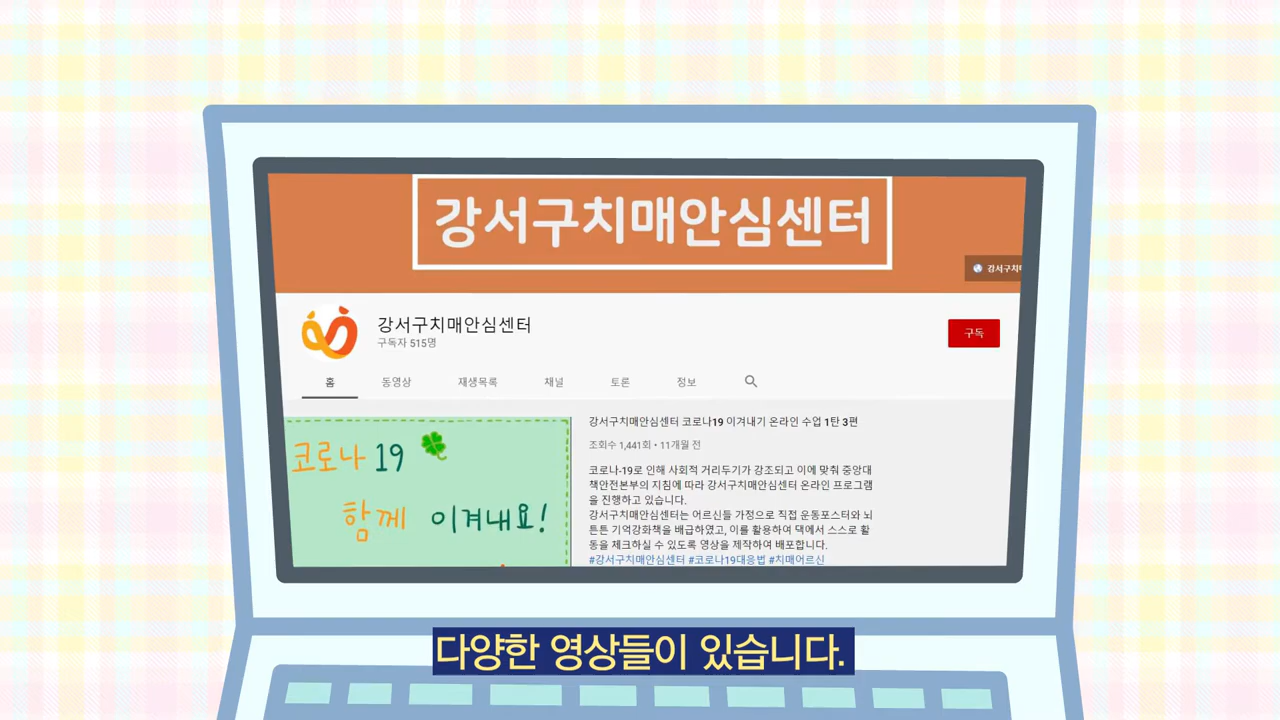 강서구치매안심센터
강서구치
강서구치매안심센터
구독자 515명
구독
홈 동영상 재생목록 채널 토론 정보
코로나 19
함께 이겨내요!
강서구치매안심센터 코로나19 이겨내기 온라인 수업 1탄 3편
조회수 1,441회 • 11개월 전
코로나-19로 인해 사회적 거리두기가 강조되고 이에 맞춰 중앙대
책안전본부의 지침에 따라 강서구치매안심센터 온라인 프로그램
을 진행하고 있습니다.
강서구치매안심센터는 어르신들 가정으로 직접 운동포스터와 뇌
튼튼 기억강화책을 배급하였고, 이를 활용하여 댁에서 스스로 활
동을 체크하실 수 있도록 영상을 제작하여 배포합니다.
#강서구치매안심센터 #코로나19대응법 #치매어르신
다양한 영상들이 있습니다.